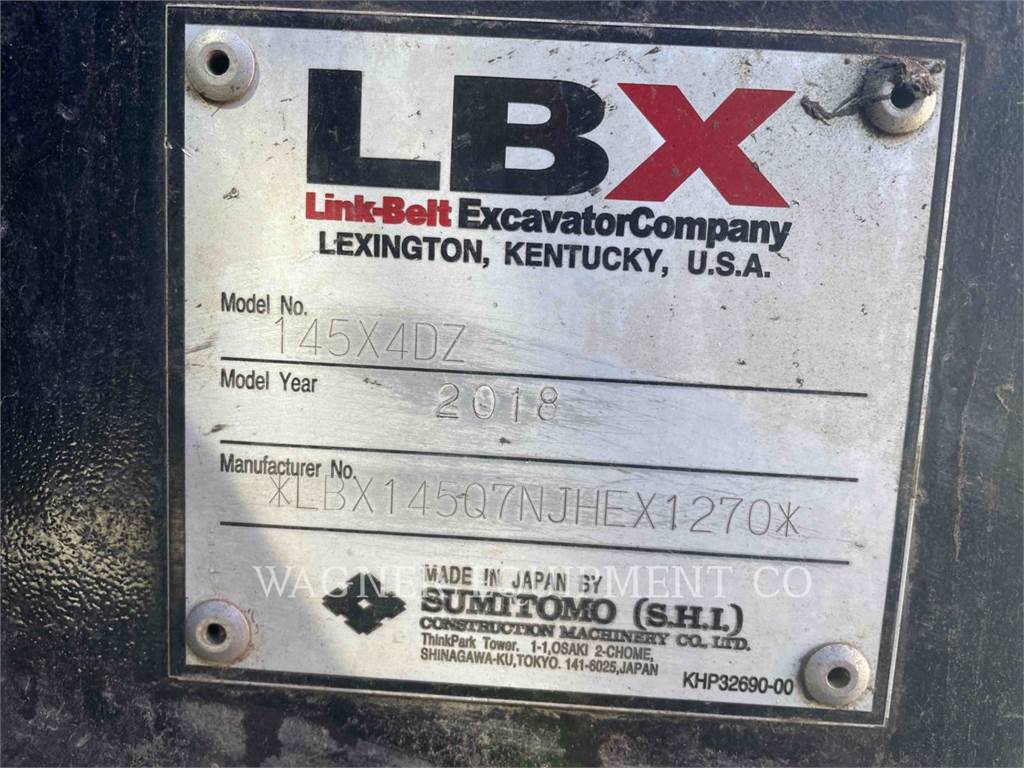 LBX
Link-Belt ExcavatorCompany
LEXINGTON, KENTUCKY, U.S.A.
Model No.
145X4DZ
Model Year
2018
Manufacturer No.
*LBX145Q7NJHEX1270*
WAGNER EQUIPMENT CO
MADE IN JAPAN BY
SUMITOMO (S.H.I.)
CONSTRUCTION MACHINERY CO., LTD.
ThinkPark Tower. 1-1,OSAKI 2-CHOME,
SHINAGAWA-KU,TOKYO. 141-6025,JAPAN
KHP32690-00